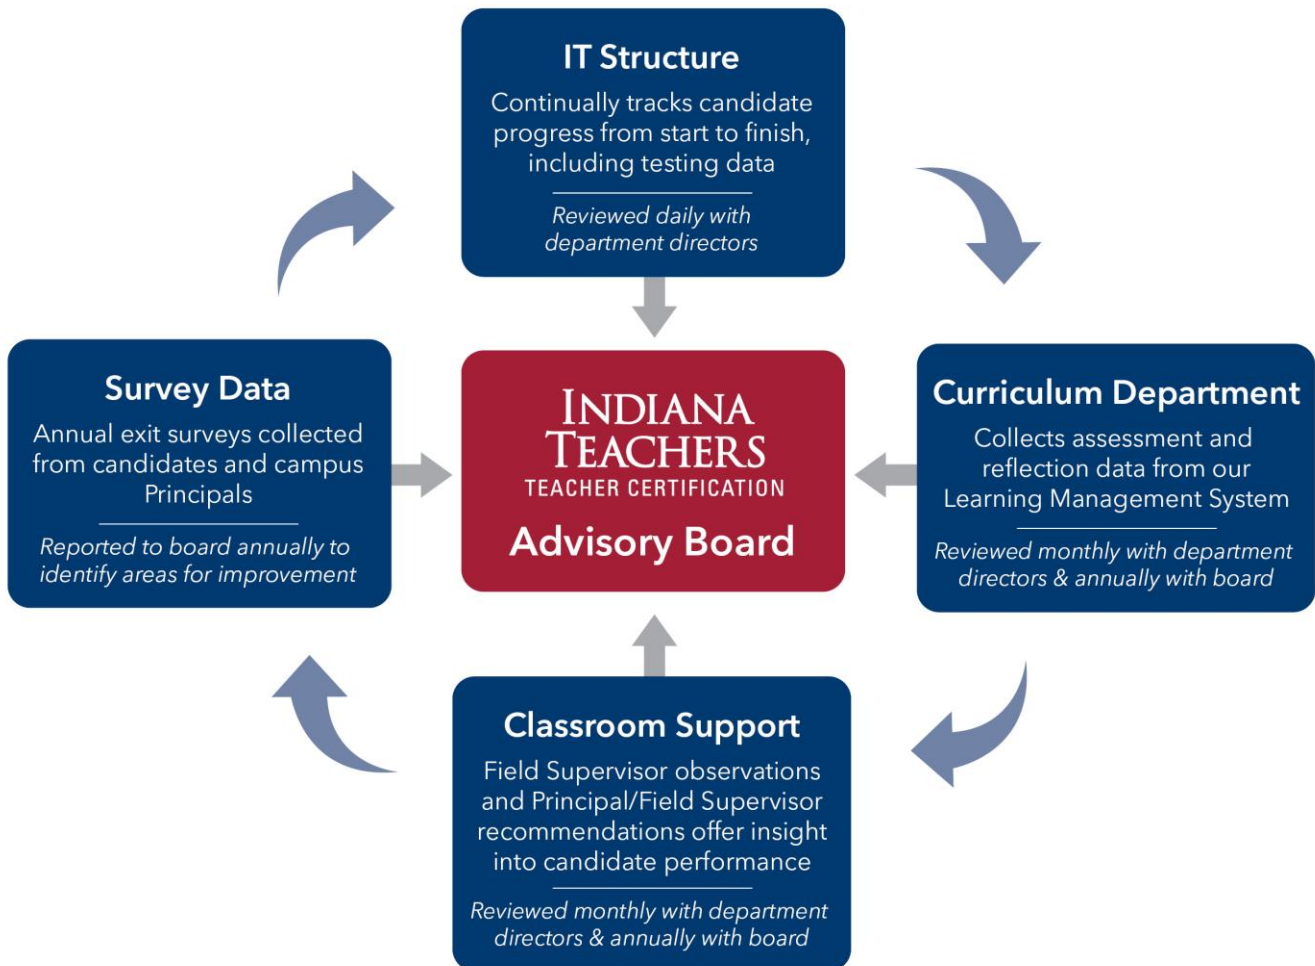 IT Structure
Continually tracks candidate
progress from start to finish,
including testing data
Reviewed daily with
department directors
Survey Data
Annual exit surveys collected
from candidates and campus
Principals
Reported to board annually to
identify areas for improvement
INDIANA
TEACHERS
TEACHER CERTIFICATION
Advisory Board
Curriculum Department
Collects assessment and
reflection data from our
Learning Management System
Reviewed monthly with department
directors & annually with board
Classroom Support
Field Supervisor observations
and Principal/Field Supervisor
recommendations offer insight
into candidate performance
Reviewed monthly with department
directors & annually with board